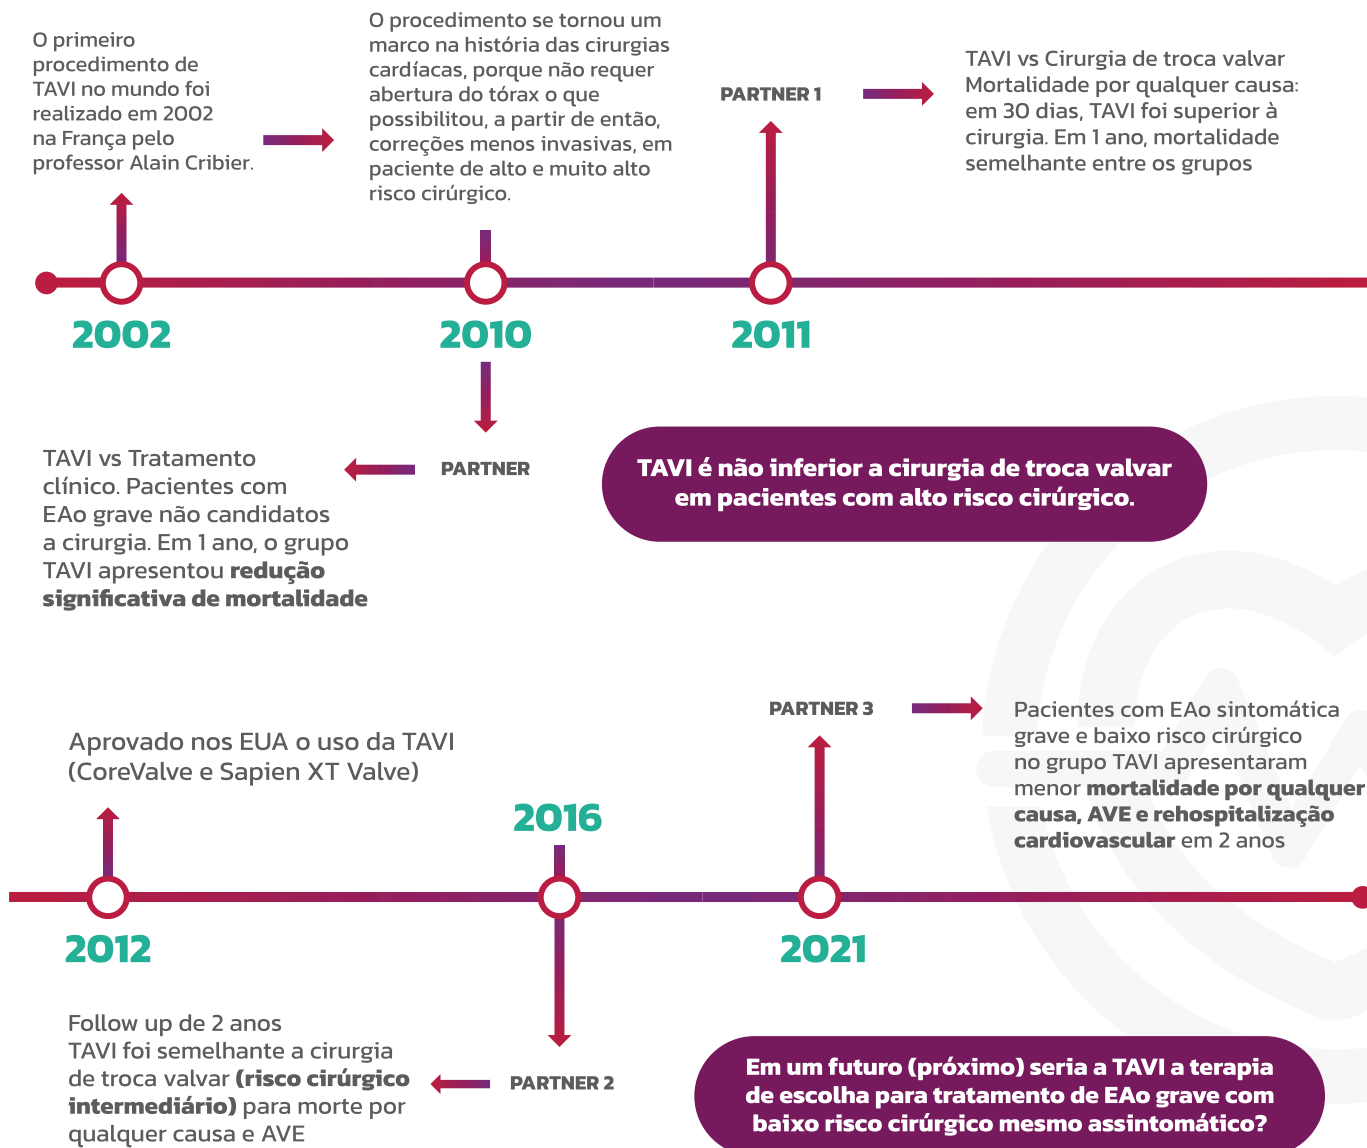 O primeiro
procedimento de
TAVI no mundo foi
realizado em 2002
na França pelo
professor Alain Cribier.
O procedimento se tornou um
marco na história das cirurgias
cardíacas, porque não requer
abertura do tórax o que
possibilitou, a partir de então,
correções menos invasivas, em
paciente de alto e muito alto
risco cirúrgico.
PARTNER 1
TAVI vs Cirurgia de troca valvar
Mortalidade por qualquer causa:
em 30 dias, TAVI foi superior à
cirurgia. Em 1 ano, mortalidade
semelhante entre os grupos
2002
2010
2011
TAVI vs Tratamento
clínico. Pacientes com
EAo grave não candidatos
a cirurgia. Em 1 ano, o grupo
TAVI apresentou redução
significativa de mortalidade
PARTNER
TAVI é não inferior a cirurgia de troca valvar
em pacientes com alto risco cirúrgico.
Aprovado nos EUA o uso da TAVI
(CoreValve e Sapien XT Valve)
2016
PARTNER 3
Pacientes com EAo sintomática
grave e baixo risco cirúrgico
no grupo TAVI apresentaram
menor mortalidade por qualquer
causa, AVE e rehospitalização
cardiovascular em 2 anos
2012
2021
Follow up de 2 anos
TAVI foi semelhante a cirurgia
de troca valvar (risco cirúrgico
intermediário) para morte por
qualquer causa e AVE
PARTNER 2
Em um futuro (próximo) seria a TAVI a terapia
de escolha para tratamento de EAo grave com
baixo risco cirúrgico mesmo assintomático?